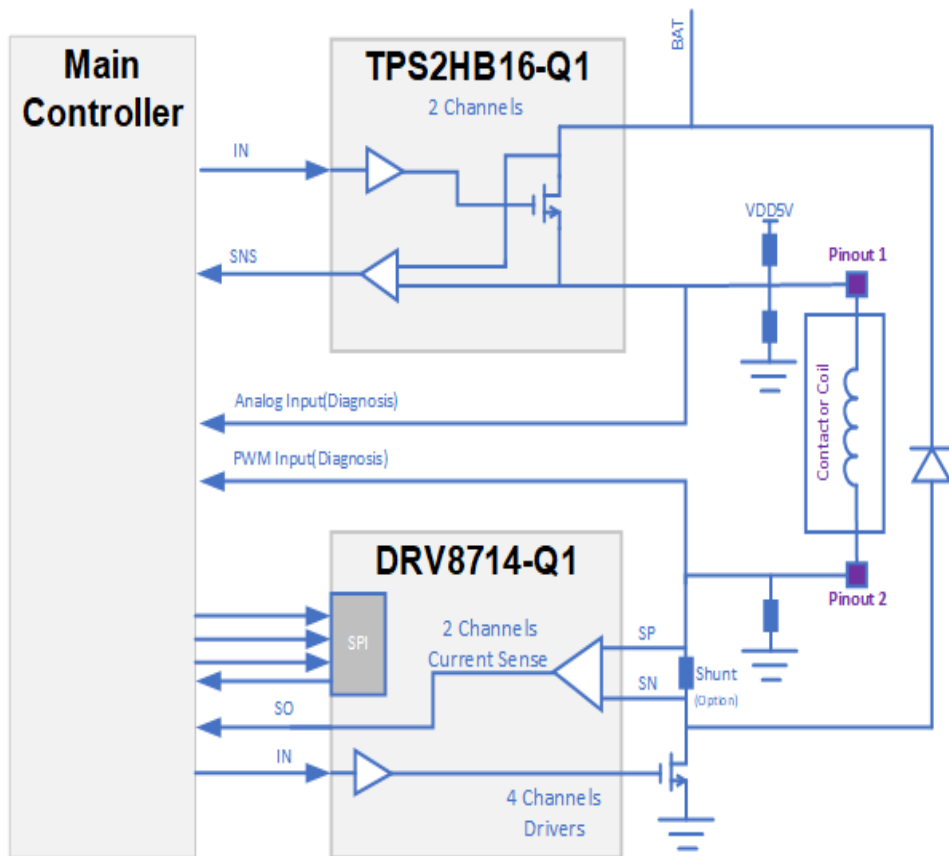 Main
Controller
TPS2HB16-Q1
2 Channels
BAT
IN
SNS
VDD5V
Pinout 1
Contactor Coil
Pinout 2
Analog Input(Diagnosis)
PWM Input(Diagnosis)
DRV8714-Q1
SPI
2 Channels
Current Sense
SP
SN
Shunt
(Option)
SO
IN
4 Channels
Drivers